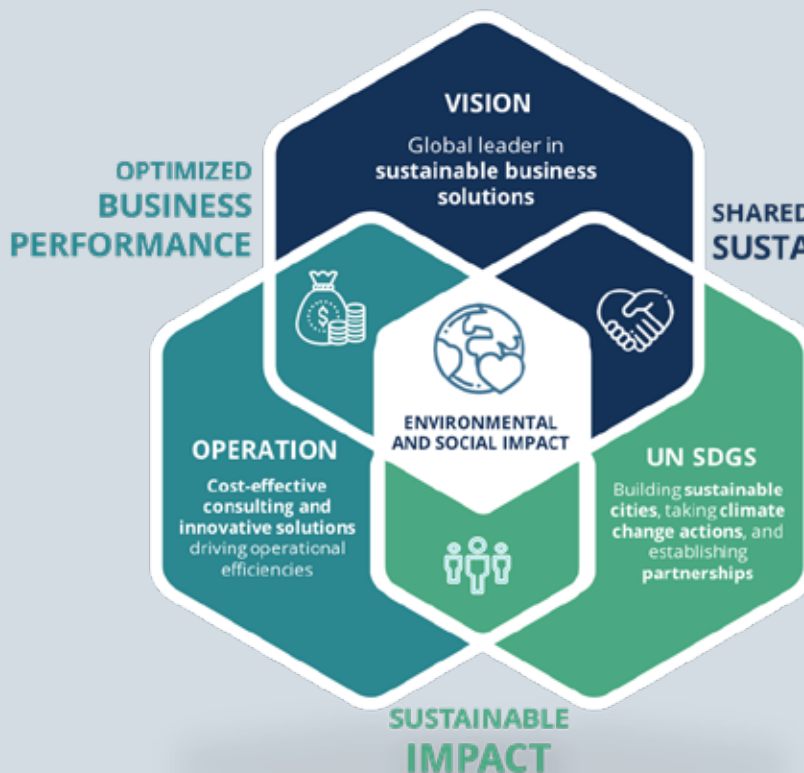 VISION
Global leader in
sustainable business
solutions
OPTIMIZED
BUSINESS
PERFORMANCE
SHARED
SUSTA
$
ENVIRONMENTAL
AND SOCIAL IMPACT
OPERATION
Cost-effective
consulting and
innovative solutions
driving operational
efficiencies
UN SDGS
Building sustainable
cities, taking climate
change actions, and
establishing
partnerships
SUSTAINABLE
IMPACT